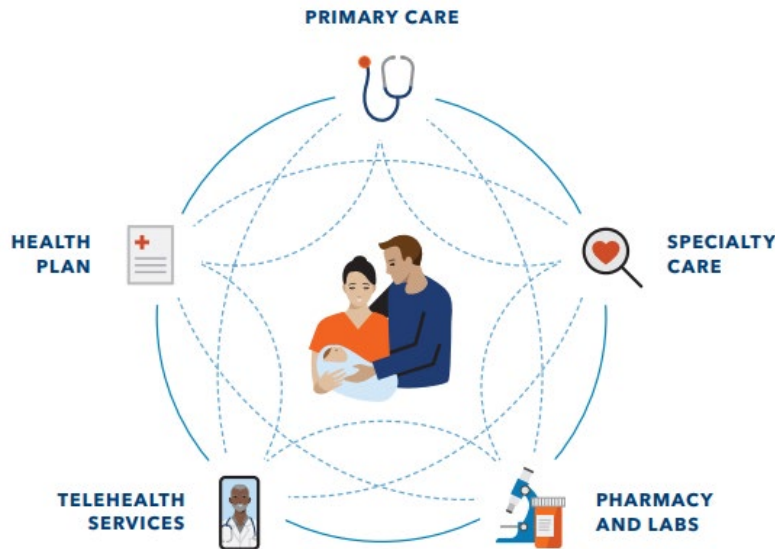 PRIMARY CARE
HEALTH
PLAN
SPECIALTY
CARE
TELEHEALTH
SERVICES
PHARMACY
AND LABS